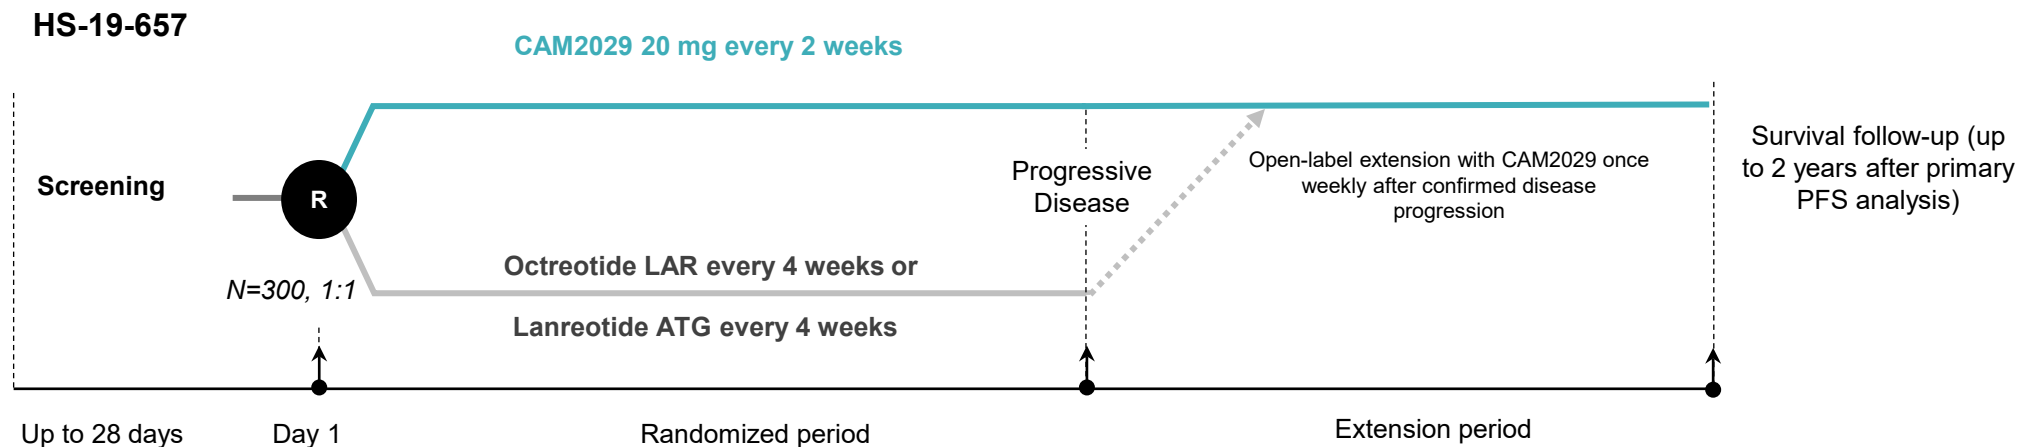 HS-19-657
CAM2029 20 mg every 2 weeks
Screening
R
N=300, 1:1
Octreotide LAR every 4 weeks or
Lanreotide ATG every 4 weeks
Progressive
Disease
Open-label extension with CAM2029 once
weekly after confirmed disease
progression
Survival follow-up (up
to 2 years after primary
PFS analysis)
Up to 28 days
Day 1
Randomized period
Extension period